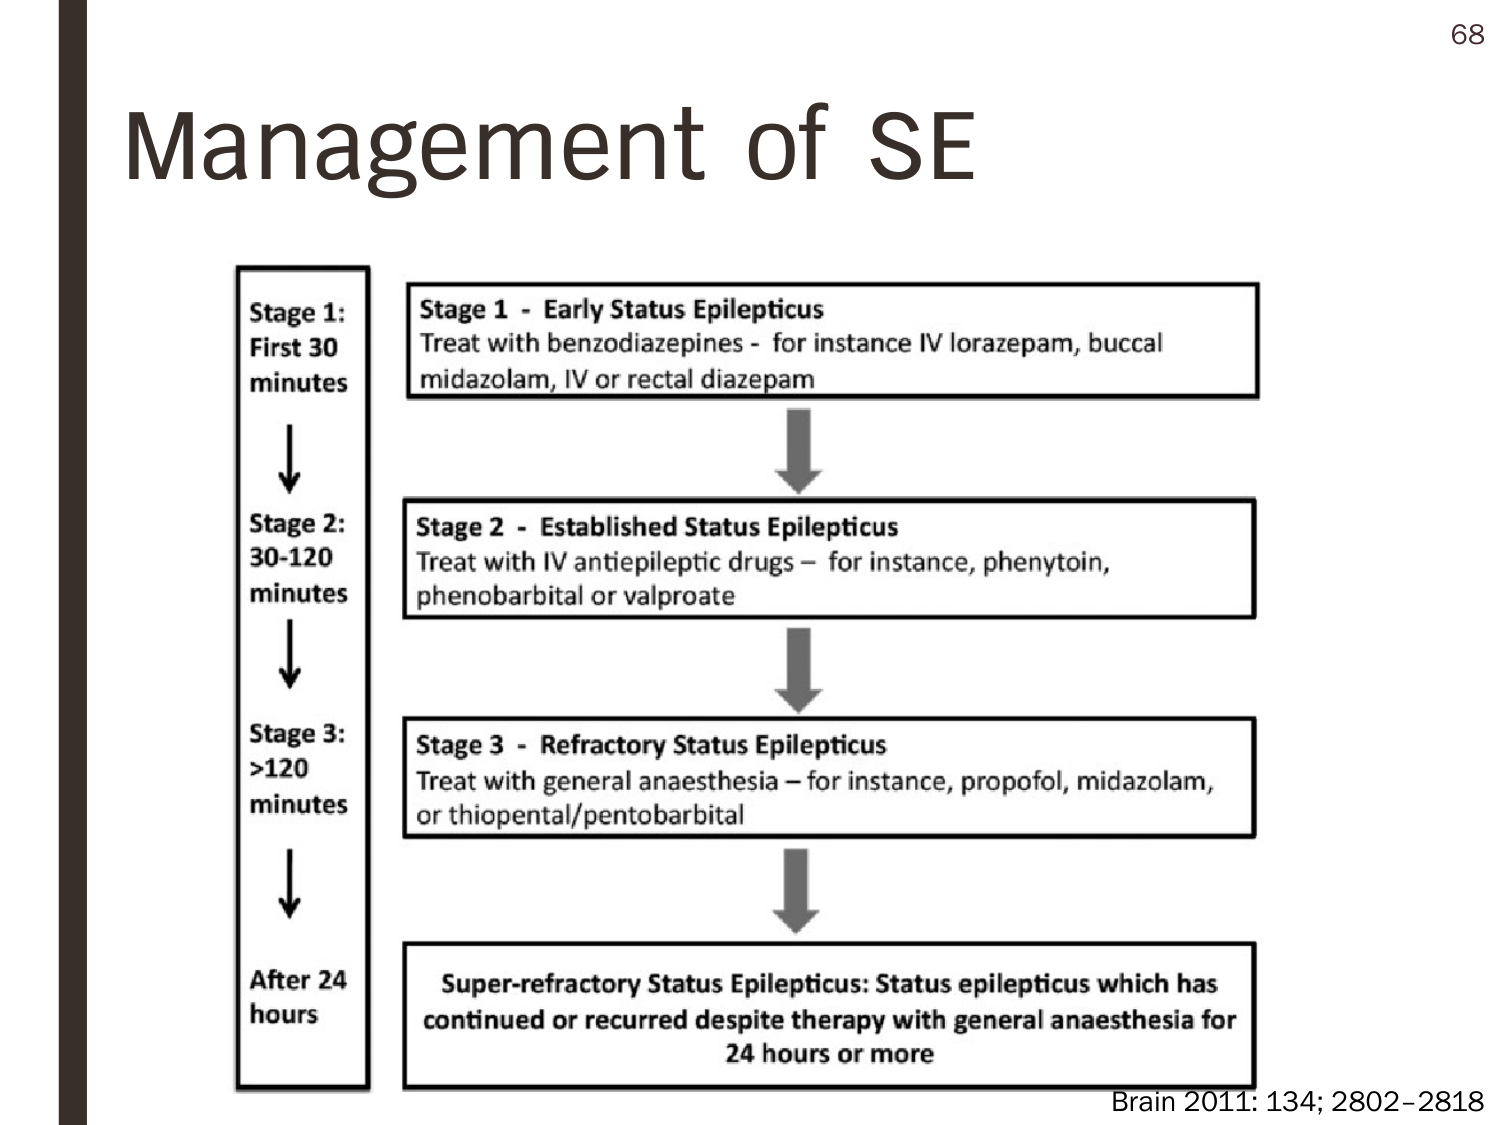 68
Management of SE
Stage 1:
First 30
minutes
Stage 2:
30-120
minutes
Stage 3:
>120
minutes
After 24
hours
Stage 1 - Early Status Epilepticus
Treat with benzodiazepines - for instance IV lorazepam, buccal
midazolam, IV or rectal diazepam
Stage 2 - Established Status Epilepticus
Treat with IV antiepileptic drugs – for instance, phenytoin,
phenobarbital or valproate
Stage 3 - Refractory Status Epilepticus
Treat with general anaesthesia – for instance, propofol, midazolam,
or thiopental/pentobarbital
Super-refractory Status Epilepticus: Status epilepticus which has
continued or recurred despite therapy with general anaesthesia for
24 hours or more
Brain 2011: 134; 2802–2818